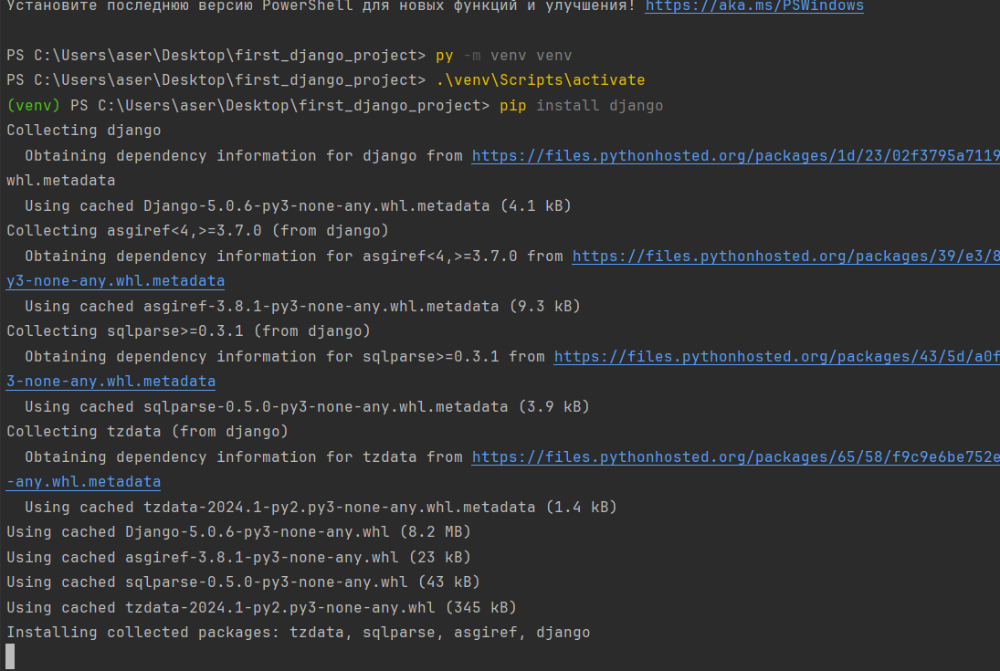 Установите последнюю версию PowerShell для новых функций и улучшения! https://aka.ms/PSWindows
PS C:\Users\aser\Desktop\first_django_project> py -m venv venv
PS C:\Users\aser\Desktop\first_django_project> .\venv\Scripts\activate
(venv) PS C:\Users\aser\Desktop\first_django_project> pip install django
Collecting django
  Obtaining dependency information for django from https://files.pythonhosted.org/packages/1d/23/02f3795a7119
whl.metadata
  Using cached Django-5.0.6-py3-none-any.whl.metadata (4.1 kB)
Collecting asgiref<4,>=3.7.0 (from django)
  Obtaining dependency information for asgiref<4,>=3.7.0 from https://files.pythonhosted.org/packages/39/e3/8
y3-none-any.whl.metadata
  Using cached asgiref-3.8.1-py3-none-any.whl.metadata (9.3 kB)
Collecting sqlparse>=0.3.1 (from django)
  Obtaining dependency information for sqlparse>=0.3.1 from https://files.pythonhosted.org/packages/43/5d/a0f
3-none-any.whl.metadata
  Using cached sqlparse-0.5.0-py3-none-any.whl.metadata (3.9 kB)
Collecting tzdata (from django)
  Obtaining dependency information for tzdata from https://files.pythonhosted.org/packages/65/58/f9c9e6be752e
-any.whl.metadata
  Using cached tzdata-2024.1-py2.py3-none-any.whl.metadata (1.4 kB)
Using cached Django-5.0.6-py3-none-any.whl (8.2 MB)
Using cached asgiref-3.8.1-py3-none-any.whl (23 kB)
Using cached sqlparse-0.5.0-py3-none-any.whl (43 kB)
Using cached tzdata-2024.1-py2.py3-none-any.whl (345 kB)
Installing collected packages: tzdata, sqlparse, asgiref, django